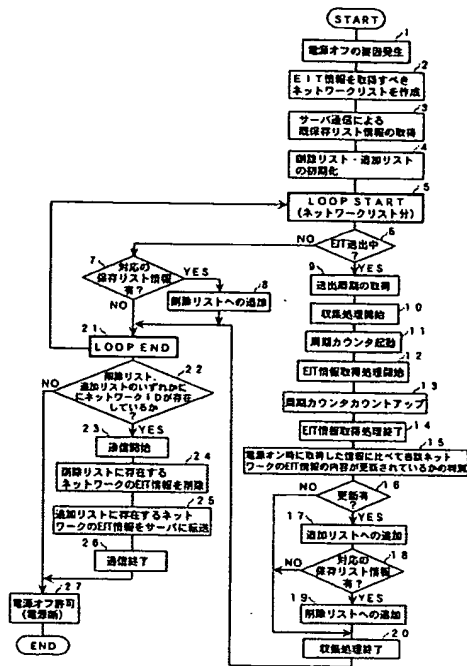 START
1
電源オフの要因発生
2
EIT情報を取得すべき
ネットワークリストを作成
3
サーバ通信による
既保存リスト情報の取得
4
削除リスト・追加リスト
の初期化
5
LOOP START
(ネットワークリスト分)
6
EIT送出中
?
NO
YES
7
対応の
保存リスト情報
有?
YES
NO
8
削除リストへの追加
9
送出周期の取得
10
収集処理開始
11
周期カウンタ起動
12
EIT情報取得処理開始
13
周期カウンタカウントアップ
14
EIT情報取得処理終了
15
電源オン時に取得した情報に比べて当該ネット
ワークのEIT情報の内容が更新されているかの判別
16
更新有
?
NO
YES
17
追加リストへの追加
18
対応の
保存リスト情報
有?
NO
YES
19
削除リストへの追加
20
収集処理終了
21
LOOP END
22
削除リスト、
追加リストのいずれかに
にネットワークIDが存在
しているか
?
NO
YES
23
通信開始
24
削除リストに存在する
ネットワークのEIT情報を削除
25
追加リストに存在するネット
ワークのEIT情報をサーバに転送
26
通信終了
27
電源オフ許可
(電源断)
END